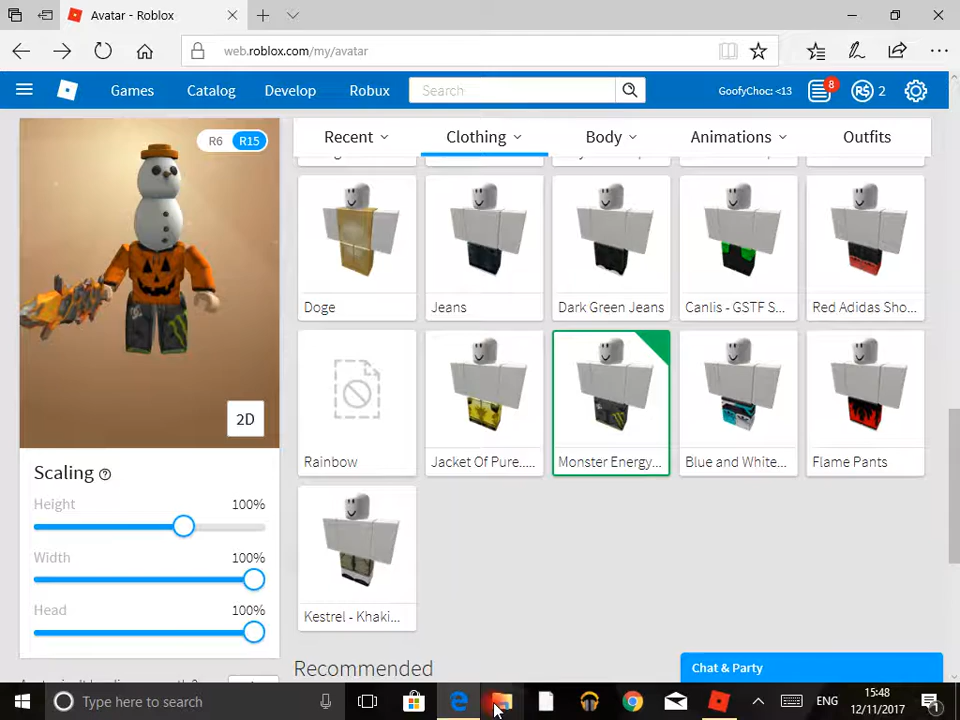 Avatar - Roblox
web.roblox.com/my/avatar
Games
Catalog
Develop
Robux
Search
GoofyChoc: <13
8
R$ 2
R6 R15
Recent
Clothing
Body
Animations
Outfits
Doge
Jeans
Dark Green Jeans
Canlis - GSTF S...
Red Adidas Sho...
2D
Rainbow
Jacket Of Pure....
Monster Energy...
Blue and White...
Flame Pants
Scaling ?
Height 100%
Width 100%
Head 100%
Kestrel - Khaki...
Recommended
Chat & Party
Type here to search
ENG
15:48
12/11/2017
1